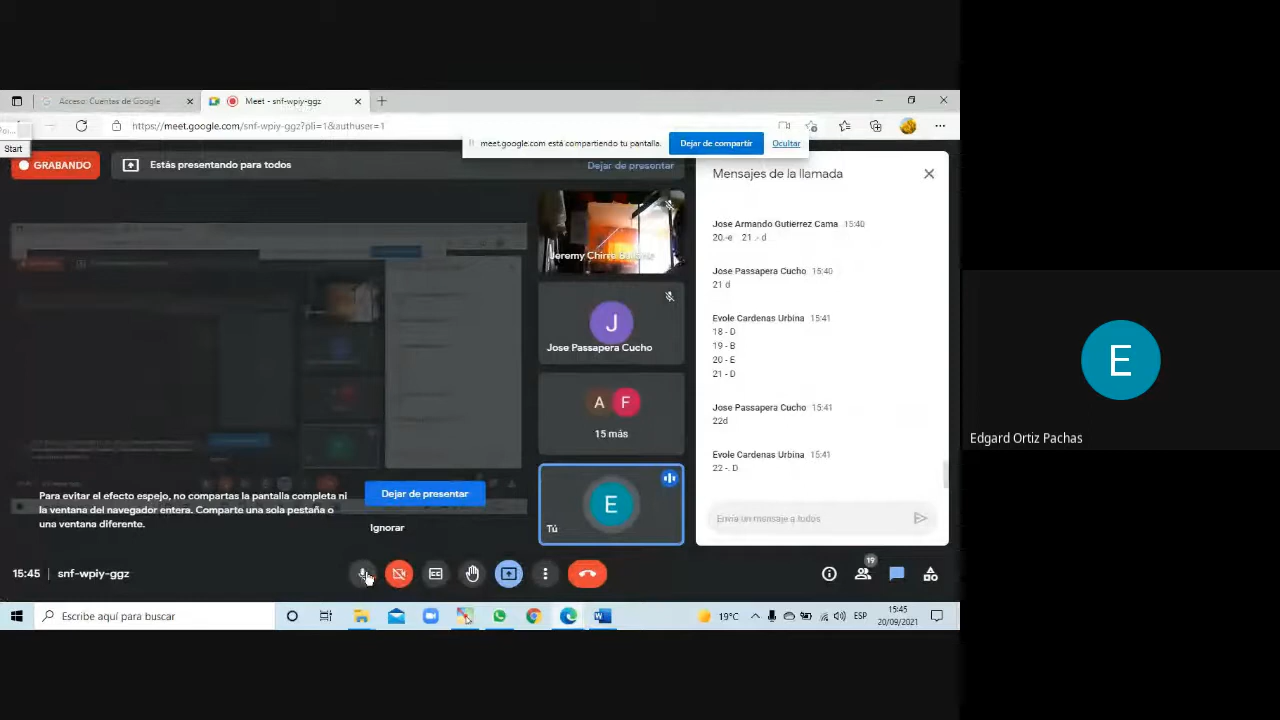 Acceso: Cuentas de Google
Meet - snf-wpiy-ggz
https://meet.google.com/snf-wpiy-ggz?pli=1&authuser=1
Start
meet.google.com está compartiendo tu pantalla.
Dejar de compartir
Ocultar
GRABANDO
Estás presentando para todos
Dejar de presentar
Mensajes de la llamada
Jose Armando Gutierrez Cama 15:40
20.-e 21 .- d
Jose Passapera Cucho 15:40
21 d
Evole Cardenas Urbina 15:41
18 - D
19 - B
20 - E
21 - D
Jose Passapera Cucho 15:41
22d
Evole Cardenas Urbina 15:41
22 -. D
Envía un mensaje a todos
Jeremy Chirre
J
Jose Passapera Cucho
A F
15 más
E
Tú
Para evitar el efecto espejo, no compartas la pantalla completa ni
la ventana del navegador entera. Comparte una sola pestaña o
una ventana diferente.
Dejar de presentar
Ignorar
15:45 | snf-wpiy-ggz
19
Escribe aquí para buscar
19°C
ESP
15:45
20/09/2021
E
Edgard Ortiz Pachas